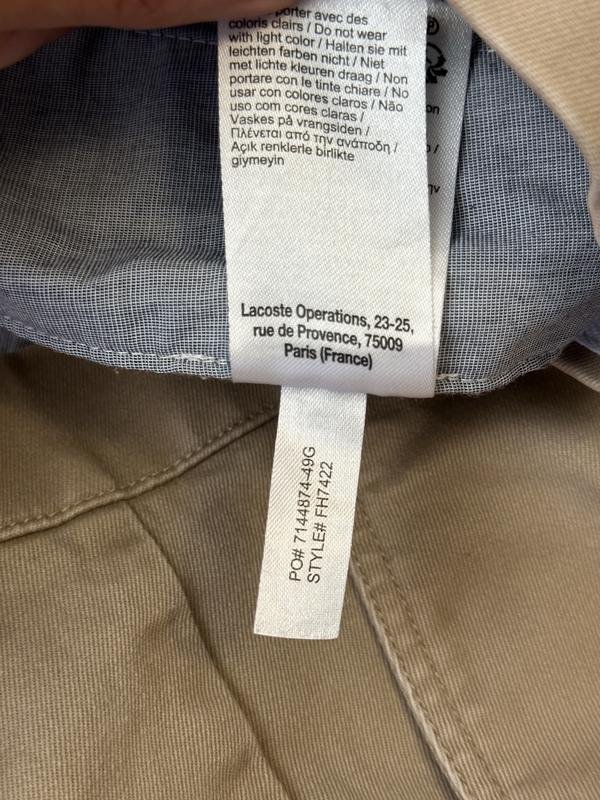 porter avec des
coloris clairs / Do not wear
with light color / Halten sie mit
leichten farben nicht / Niet
met lichte kleuren draag / Non
portare con le tinte chiare / No
usar con colores claros / Não
uso com cores claras /
Vaskes på vrangsiden /
Πλένεται από την ανάποδη /
Açık renklerle birlikte
giymeyin
Lacoste Operations, 23-25,
rue de Provence, 75009
Paris (France)
PO# 7144874-49G
STYLE# FH7422